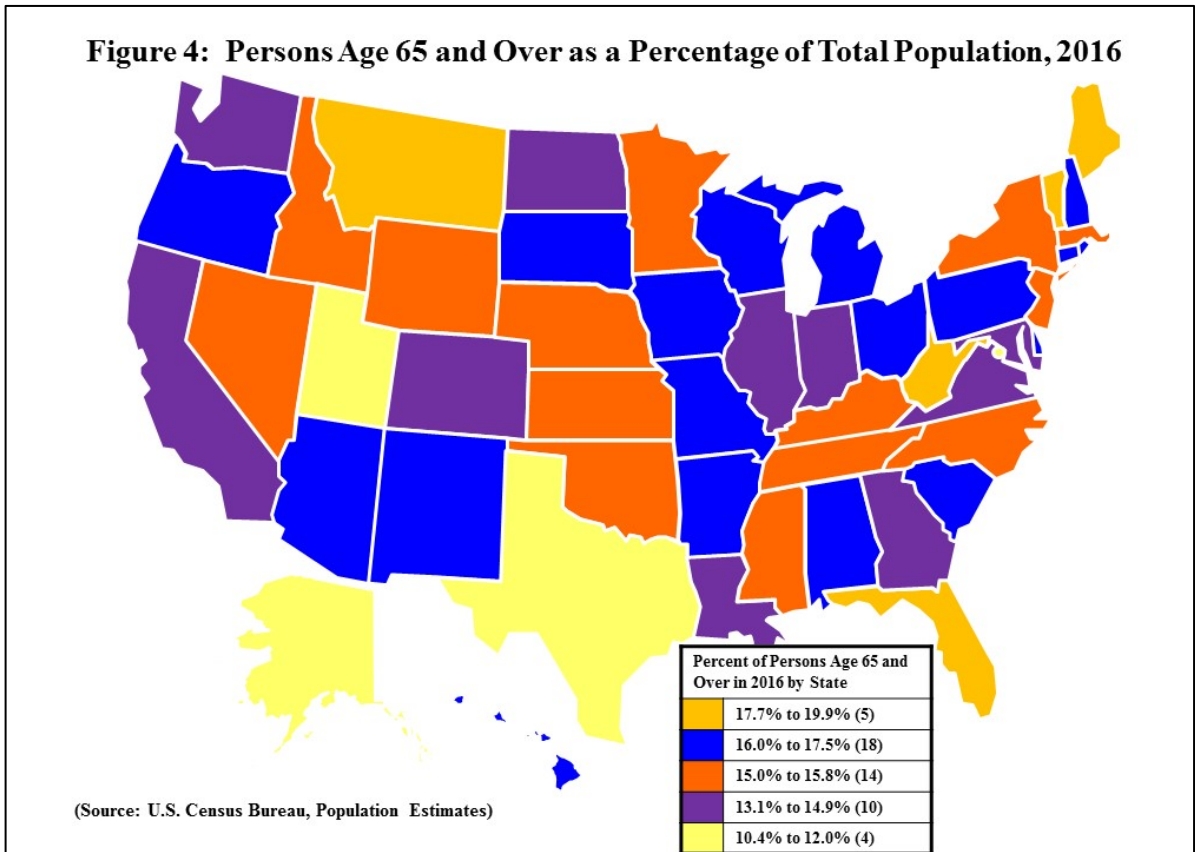 Figure 4: Persons Age 65 and Over as a Percentage of Total Population, 2016
Percent of Persons Age 65 and
Over in 2016 by State
17.7% to 19.9% (5)
16.0% to 17.5% (18)
15.0% to 15.8% (14)
13.1% to 14.9% (10)
10.4% to 12.0% (4)
(Source: U.S. Census Bureau, Population Estimates)